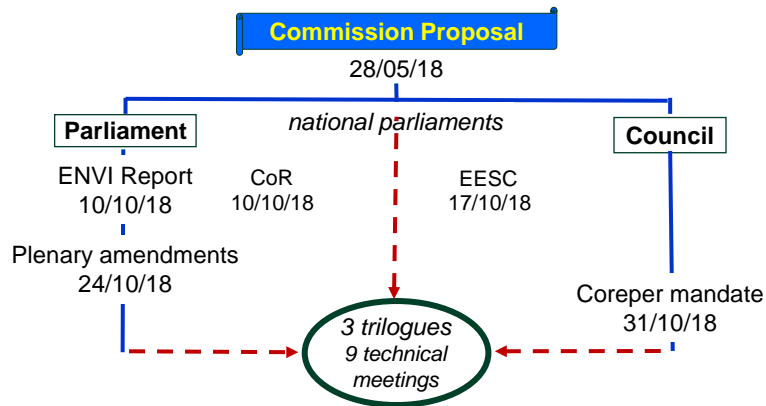 Commission Proposal
28/05/18
national parliaments
Parliament
Council
ENVI Report
10/10/18
CoR
10/10/18
EESC
17/10/18
Plenary amendments
24/10/18
Coreper mandate
31/10/18
3 trilogues
9 technical
meetings